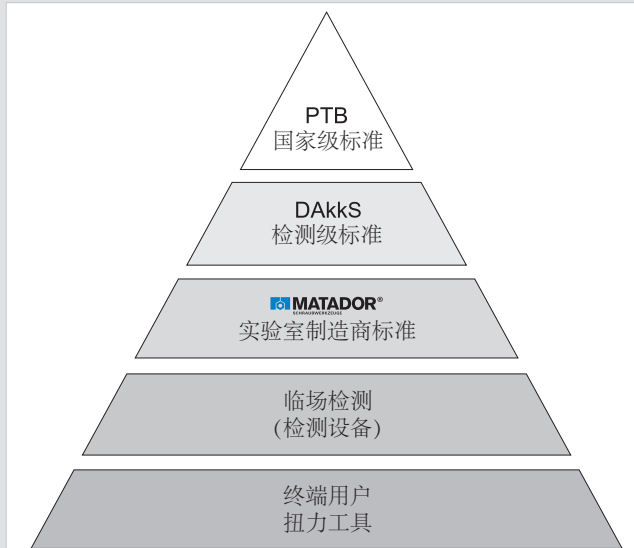 PTB
国家级标准
DAkkS
检测级标准
MATADOR®
SCHRAUBWERKZEUGE
实验室制造商标准
临场检测
(检测设备)
终端用户
扭力工具